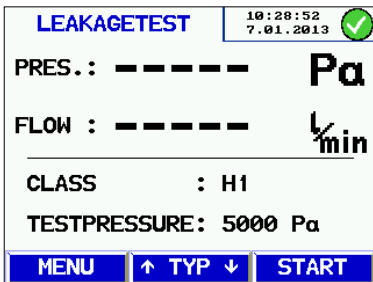 LEAKAGETEST
10:28:52
7.01.2013
PRES.: ----- Pa
FLOW : ----- L/min
CLASS : H1
TESTPRESSURE: 5000 Pa
MENU ↑ TYP ↓ START